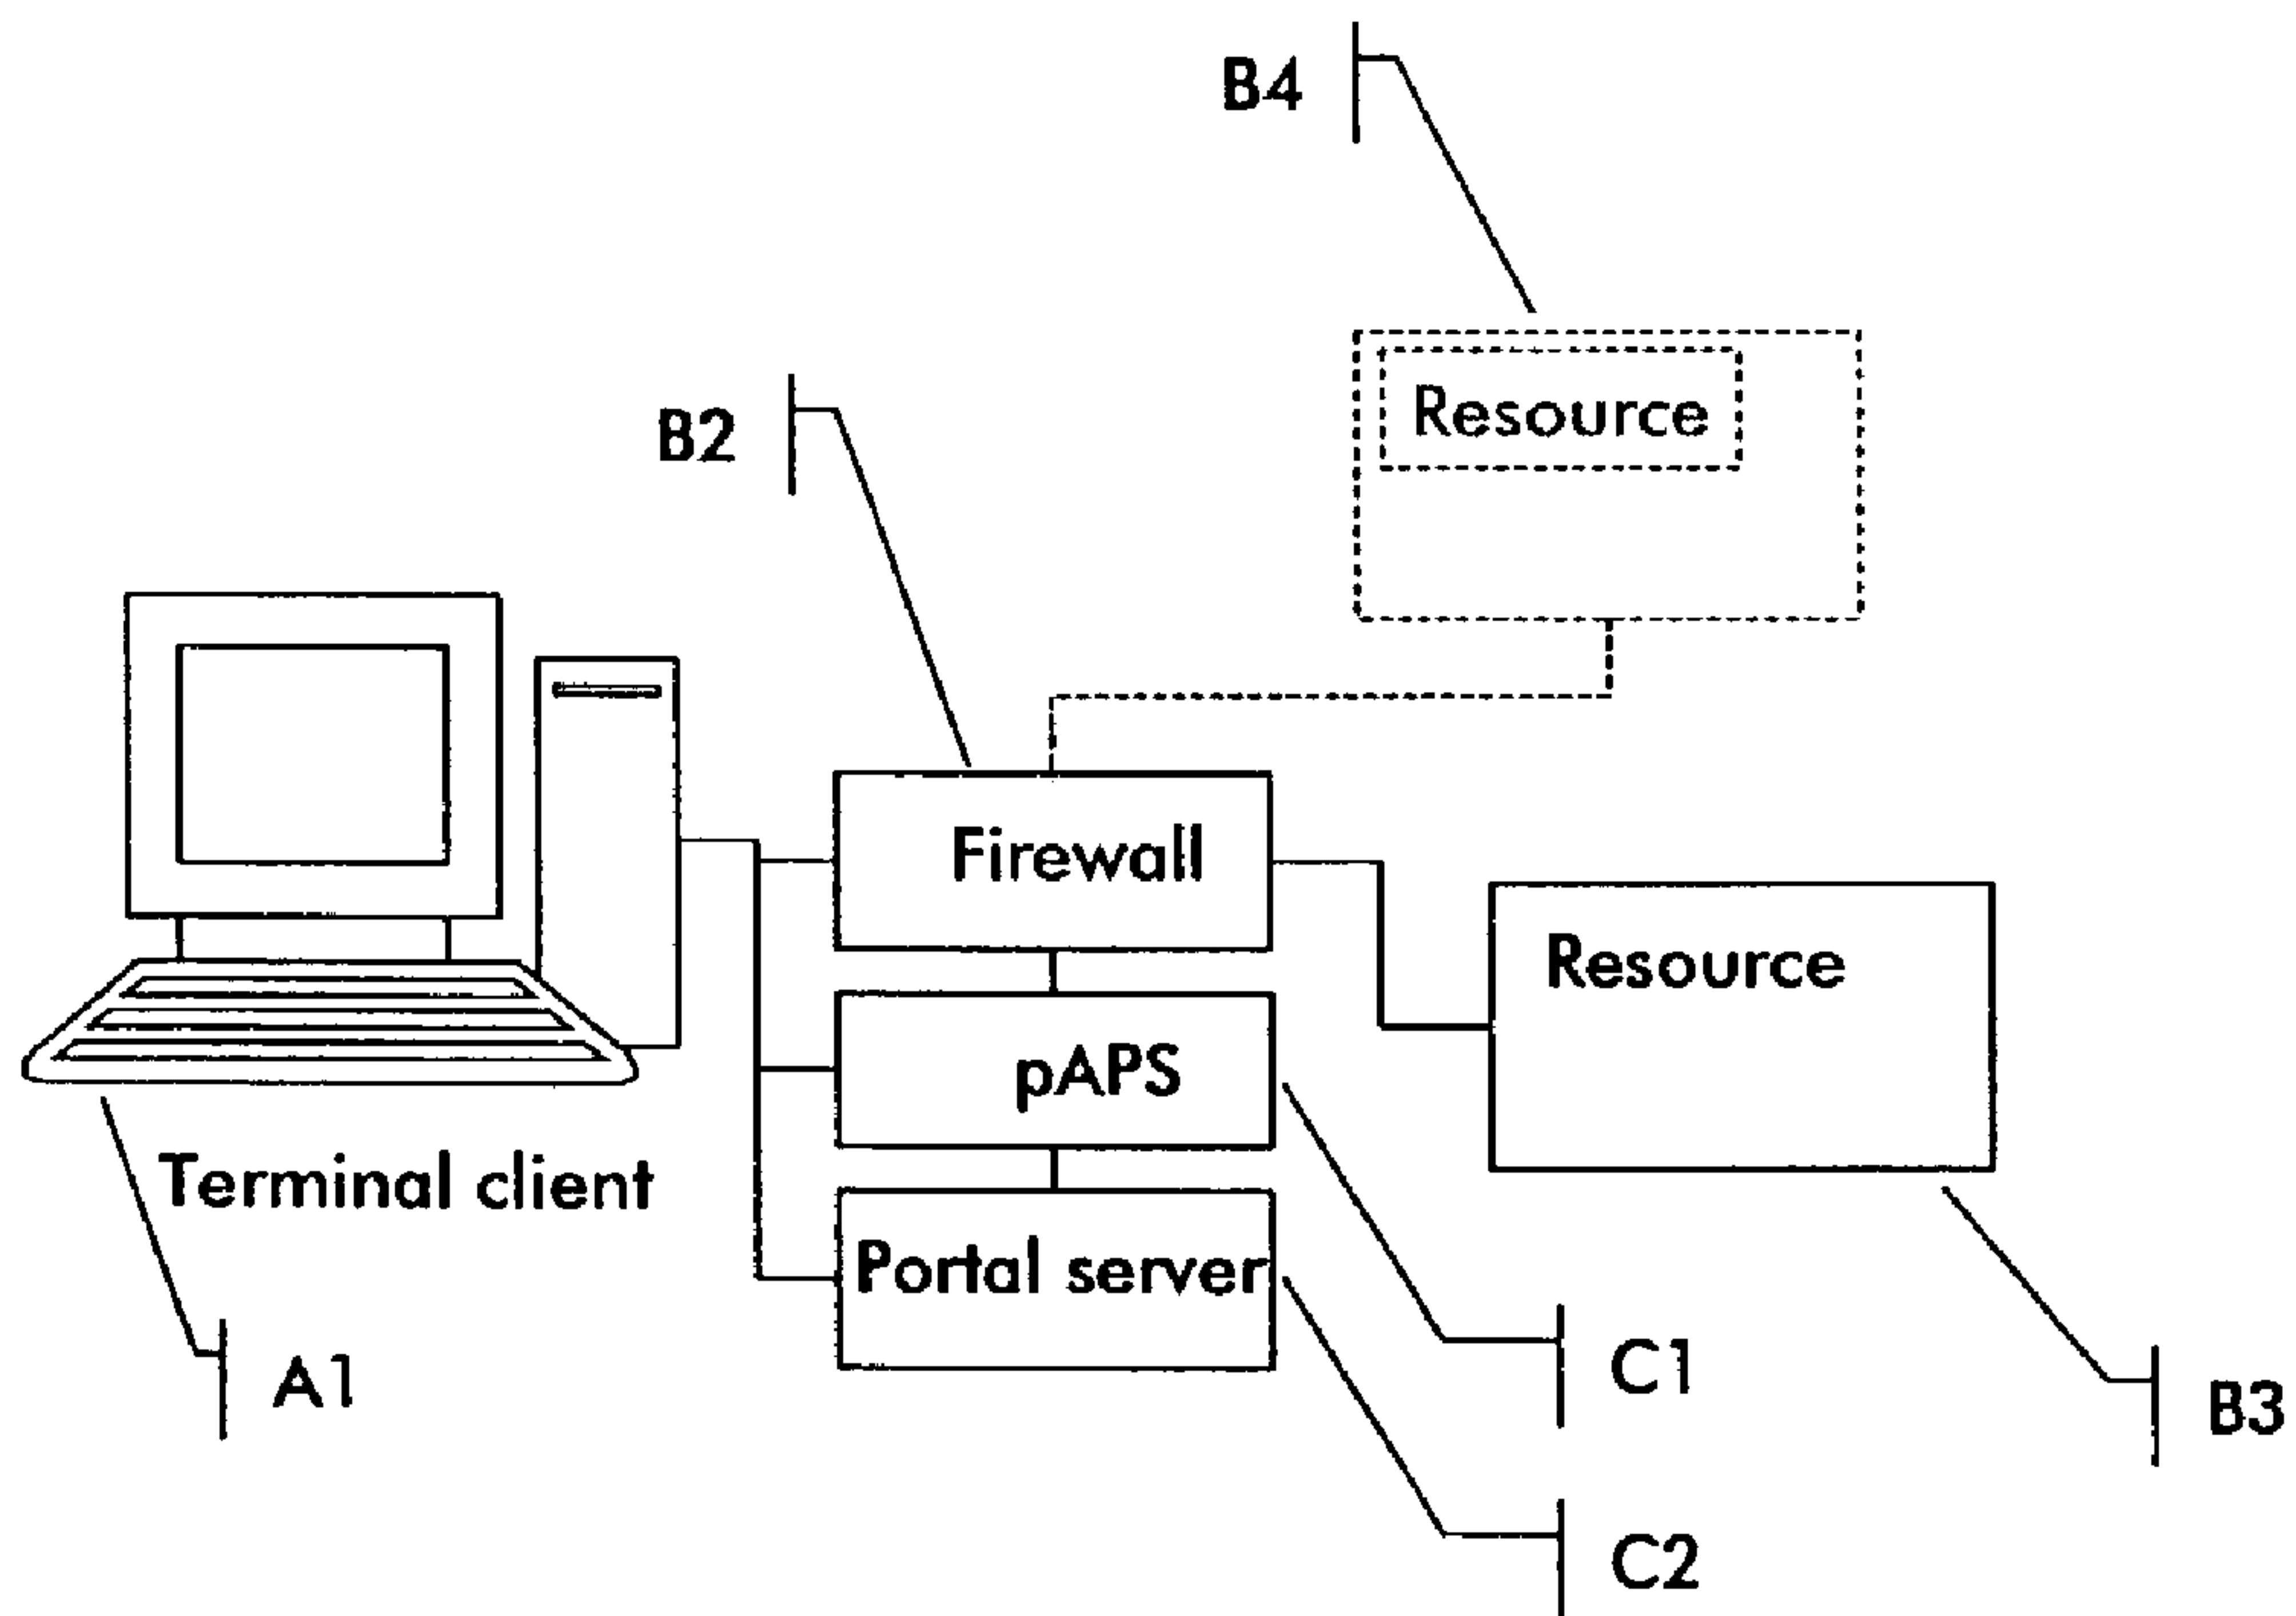 B4
B2
Resource
Firewall
Resource
pAPS
Terminal client
Portal server
A1
C1
B3
C2